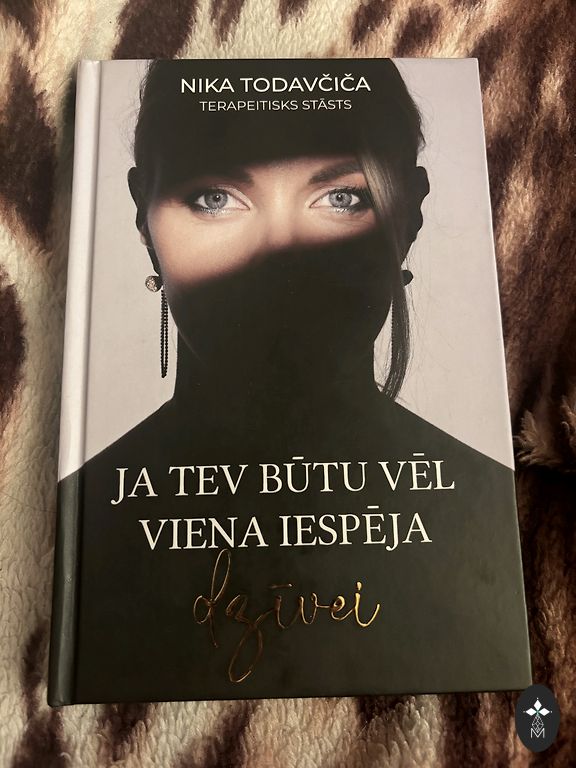 NIKA TODAVČIČA
TERAPEITISKS STĀSTS
JA TEV BŪTU VĒL
VIENA IESPĒJA
dzīvei
M